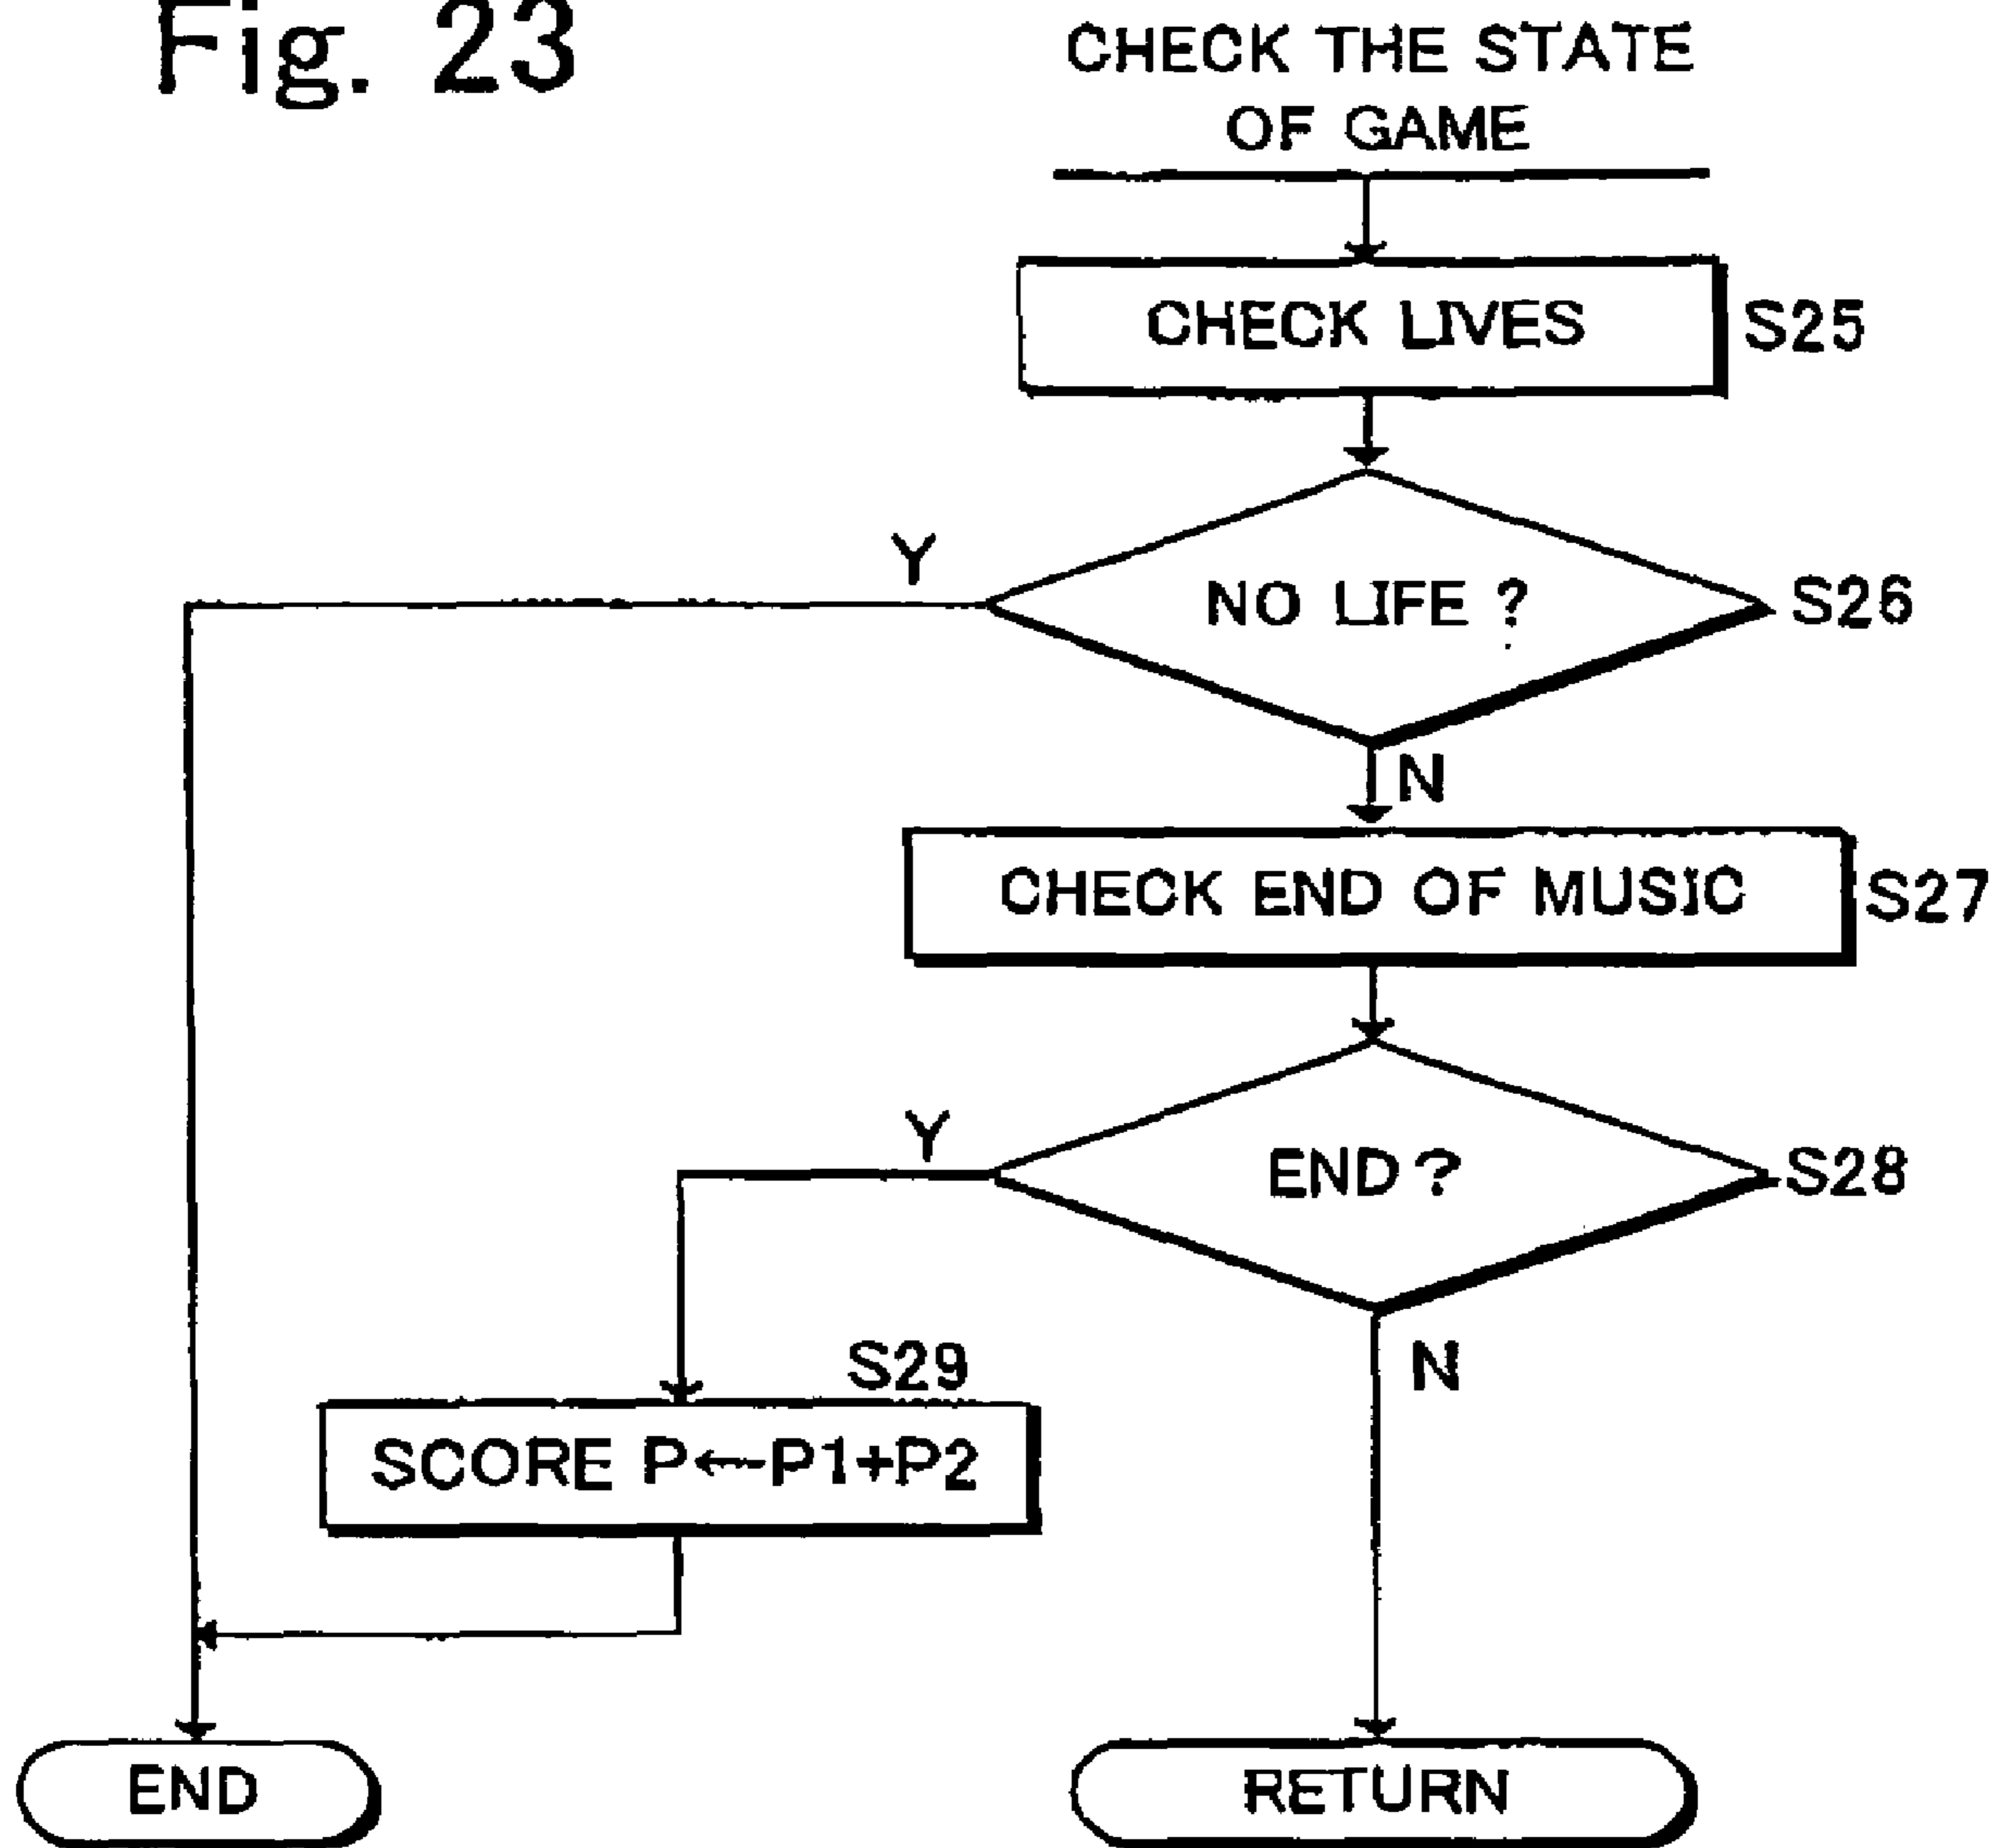 Fig. 23
CHECK THE STATE
OF GAME
CHECK LIVES
S25
Y
NO LIFE ?
S26
N
CHECK END OF MUSIC
S27
Y
END?
S28
N
S29
SCORE P←P1+P2
END
RETURN